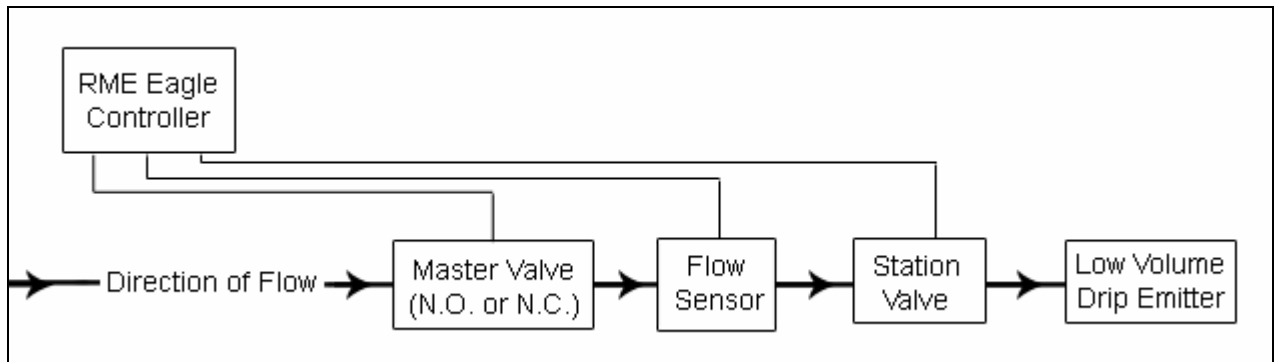 RME Eagle
Controller
Direction of Flow
Master Valve
(N.O. or N.C.)
Flow
Sensor
Station
Valve
Low Volume
Drip Emitter